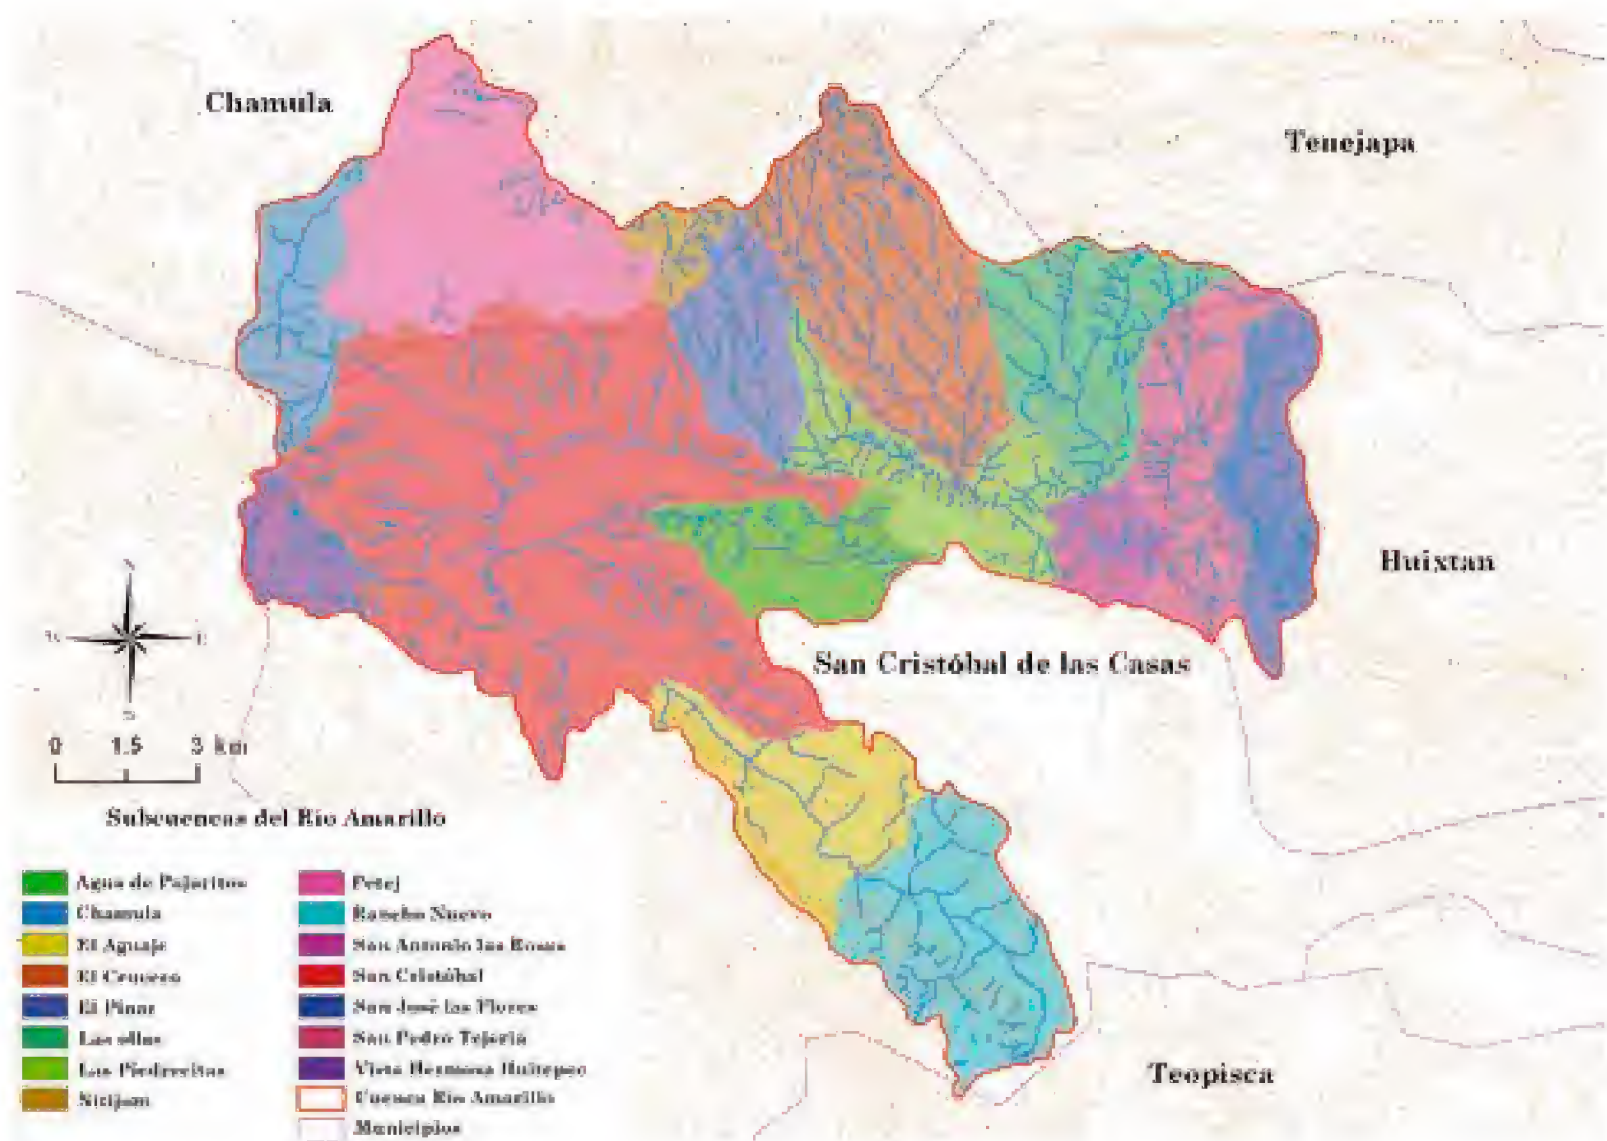 Chamula
Tenejapa
Huixtan
San Cristóbal de las Casas
Teopisca
0 1.5 3 km
Subcuencas del Río Amarillo
Agua de Pajaritos
Chamula
El Aguaje
El Crucero
El Pinar
Las ollas
Las Piedrecitas
Petej
Rancho Nuevo
San Antonio las Rosas
San Cristóbal
San José las Flores
San Pedro Tejeria
Vista Hermosa Huitepec
Cuenca Río Amarillo
Municipios